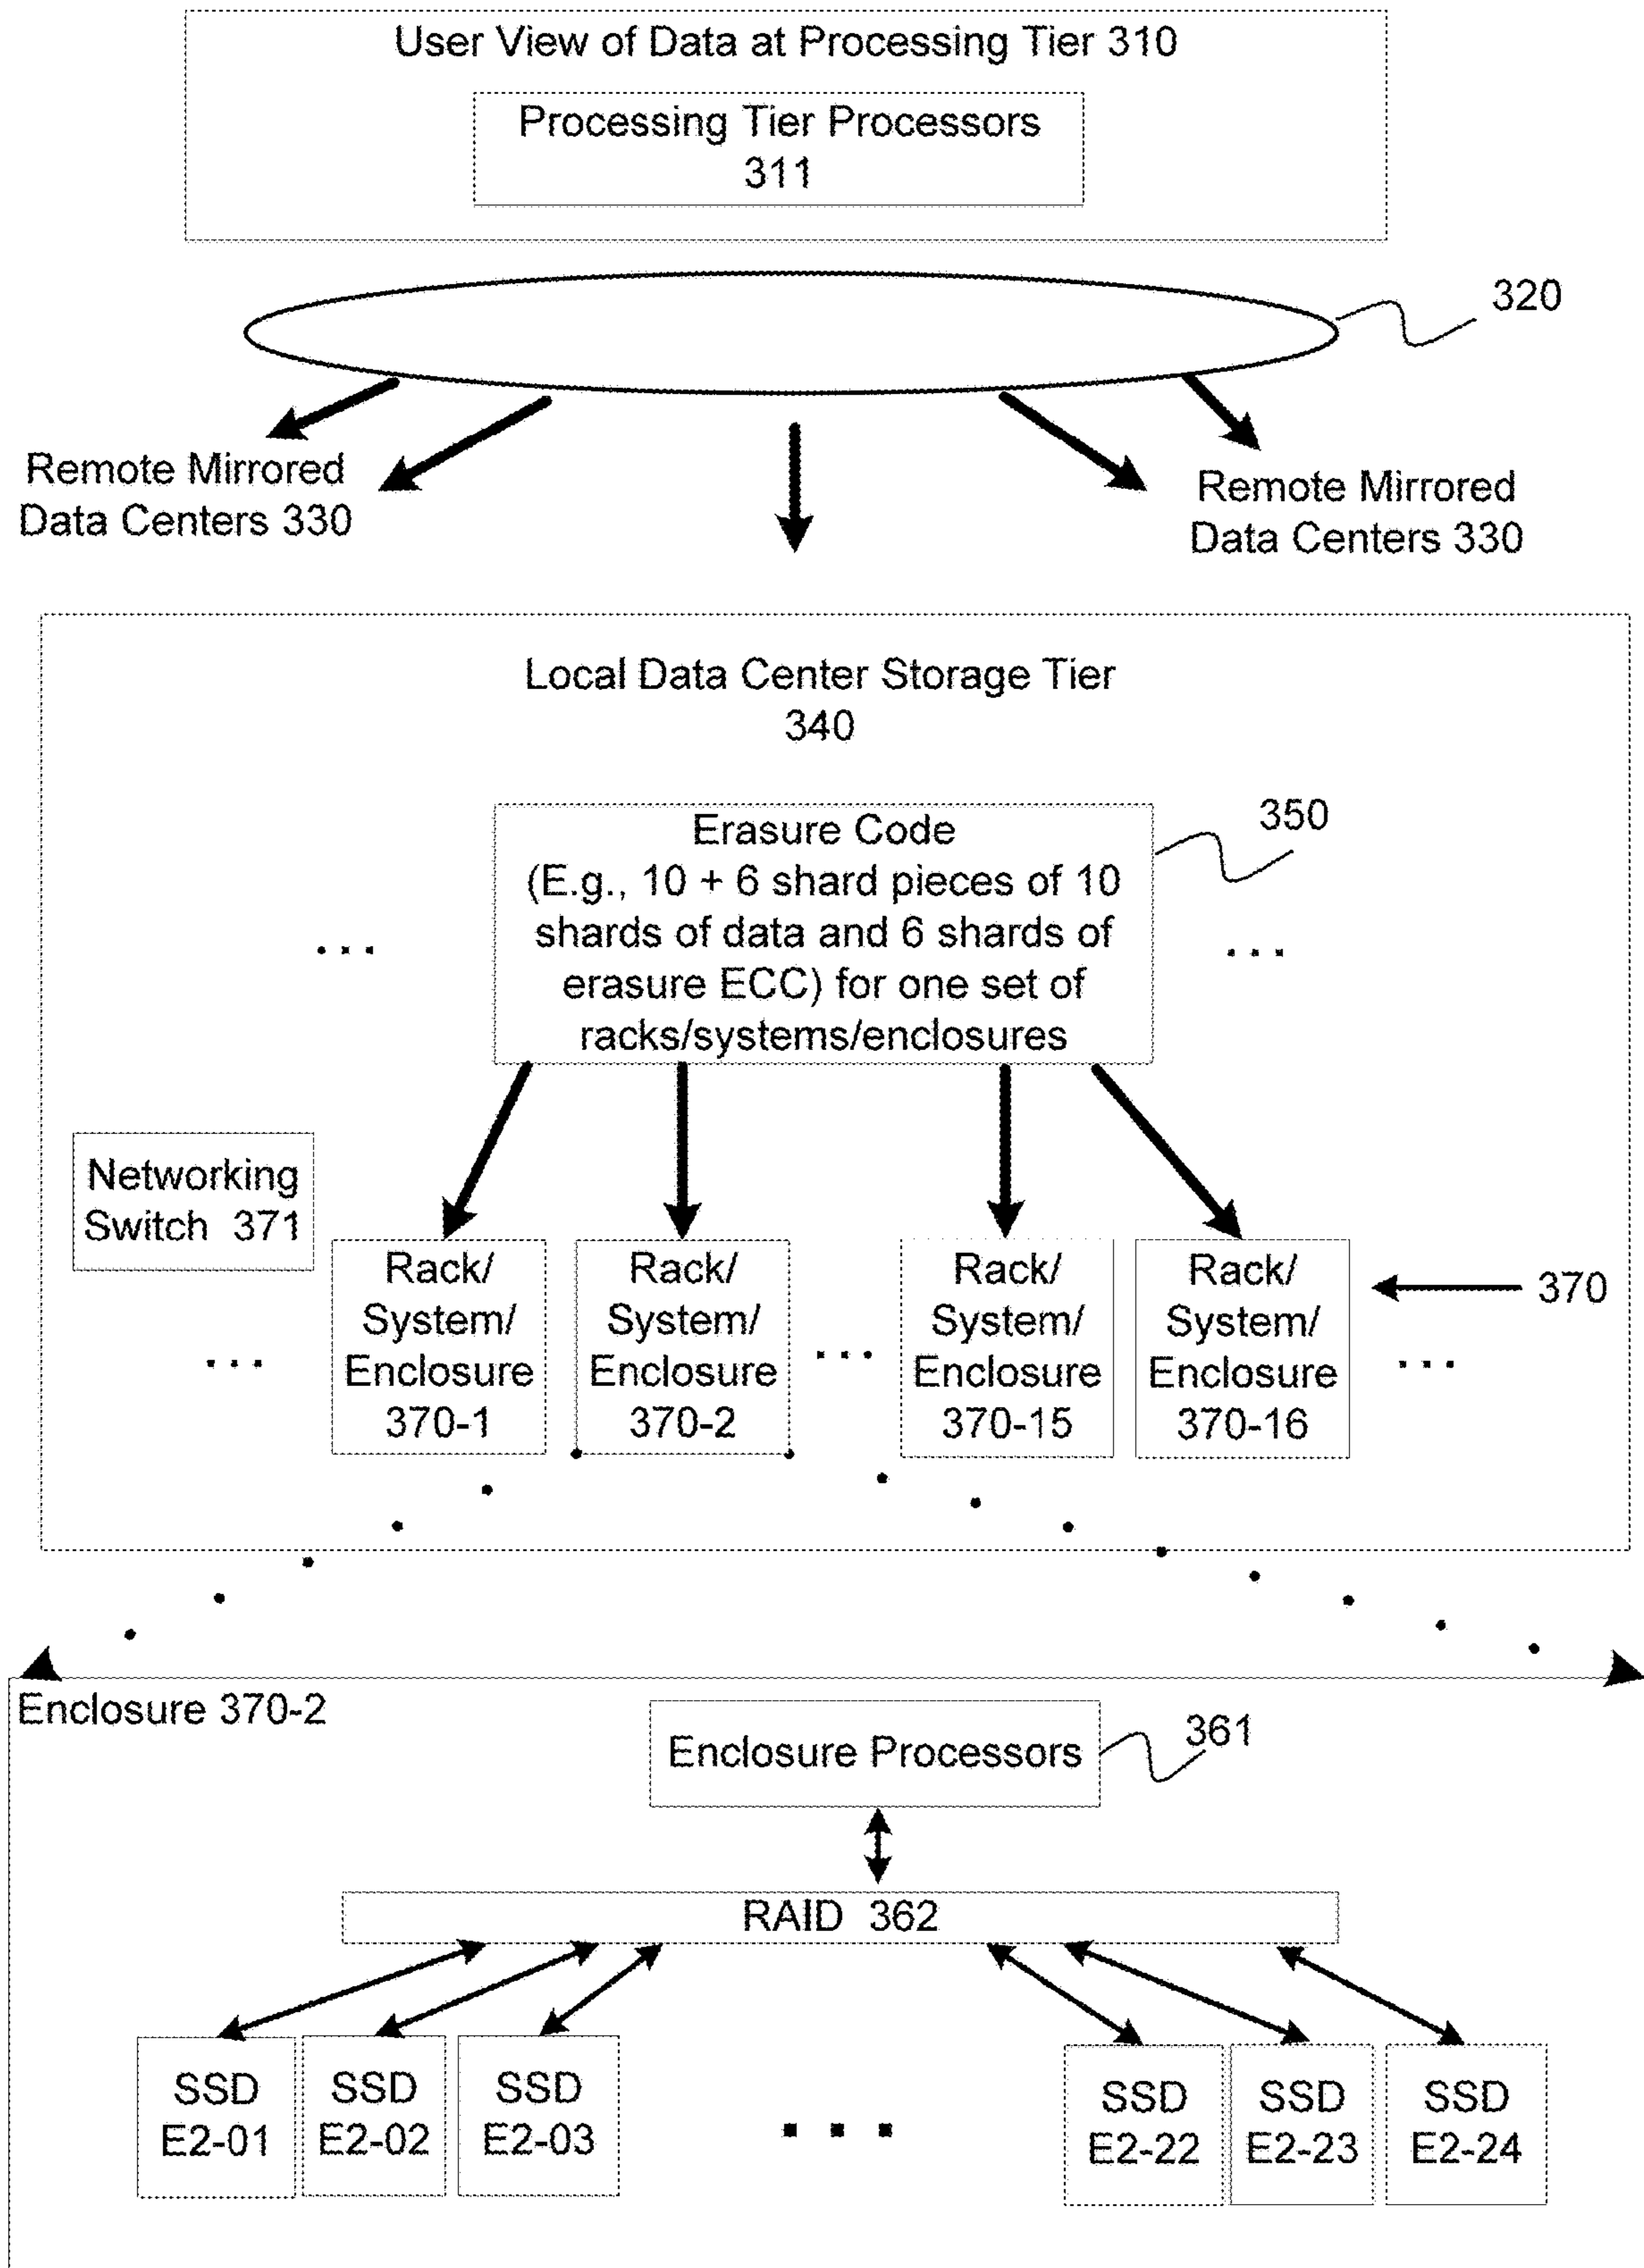 User View of Data at Processing Tier 310
Processing Tier Processors
311
320
Remote Mirrored
Data Centers 330
Remote Mirrored
Data Centers 330
Local Data Center Storage Tier
340
350
Erasure Code
(E.g., 10 + 6 shard pieces of 10
shards of data and 6 shards of
erasure ECC) for one set of
racks/systems/enclosures
...
...
Networking
Switch 371
Rack/
System/
Enclosure
370-1
Rack/
System/
Enclosure
370-2
Rack/
System/
Enclosure
370-15
Rack/
System/
Enclosure
370-16
370
...
...
...
Enclosure 370-2
Enclosure Processors
361
RAID 362
SSD
E2-01
SSD
E2-02
SSD
E2-03
...
SSD
E2-22
SSD
E2-23
SSD
E2-24